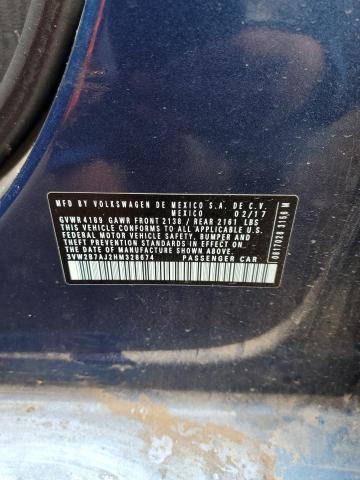 MFD BY VOLKSWAGEN DE MEXICO S.A. DE C.V.
MEXICO 02/17
GVWR 4189 GAWR FRONT 2138 / REAR 2161 LBS
THIS VEHICLE CONFORMS TO ALL APPLICABLE U.S.
FEDERAL MOTOR VEHICLE SAFETY, BUMPER AND
THEFT PREVENTION STANDARDS IN EFFECT ON THE
DATE OF MANUFACTURE SHOWN ABOVE.
3VW2B7AJ2HM328674 PASSENGER CAR